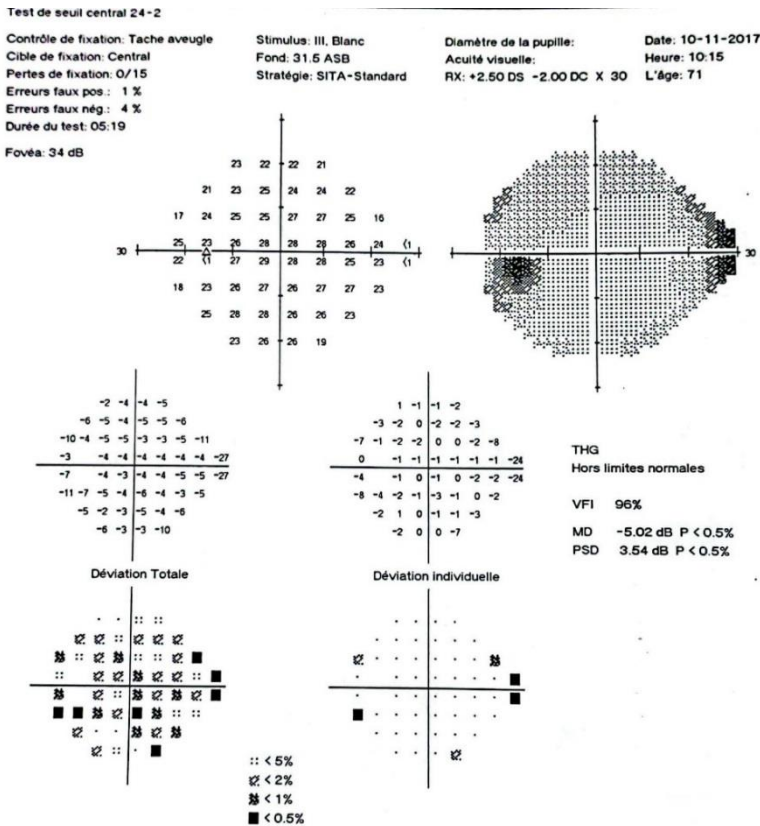 Test de seuil central 24-2
Contrôle de fixation: Tache aveugle
Cible de fixation: Central
Pertes de fixation: 0/15
Erreurs faux pos.: 1 %
Erreurs faux nég.: 4 %
Durée du test: 05:19
Fovéa: 34 dB
Stimulus: III, Blanc
Fond: 31.5 ASB
Stratégie: SITA-Standard
Diamètre de la pupille:
Acuité visuelle:
RX: +2.50 DS -2.00 DC X 30
Date: 10-11-2017
Heure: 10:15
L'âge: 71
23 22 22 21
21 23 25 24 24 22
17 24 25 25 27 27 25 16
25 23 26 28 28 28 26 24 <1
30
22 <1 27 29 28 28 25 23 <1
18 23 26 27 26 27 27 23
25 28 28 26 26 23
23 26 26 19
30
-2 -4 -4 -5
-6 -5 -4 -5 -5 -6
-10 -4 -5 -5 -3 -3 -5 -11
-3 -4 -4 -4 -4 -4 -4 -27
-7 -4 -3 -4 -4 -5 -5 -27
-11 -7 -5 -4 -6 -4 -3 -5
-5 -2 -3 -5 -4 -6
-6 -3 -3 -10
Déviation Totale
1 -1 -1 -2
-3 -2 0 -2 -2 -3
-7 -1 -2 -2 0 0 -2 -8
0 -1 -1 -1 -1 -1 -1 -24
-4 -1 0 -1 0 -2 -2 -24
-8 -4 -2 -1 -3 -1 0 -2
-2 1 0 -1 -1 -3
-2 0 0 -7
Déviation individuelle
THG
Hors limites normales
VFI 96%
MD -5.02 dB P < 0.5%
PSD 3.54 dB P < 0.5%
< 5%
< 2%
< 1%
< 0.5%